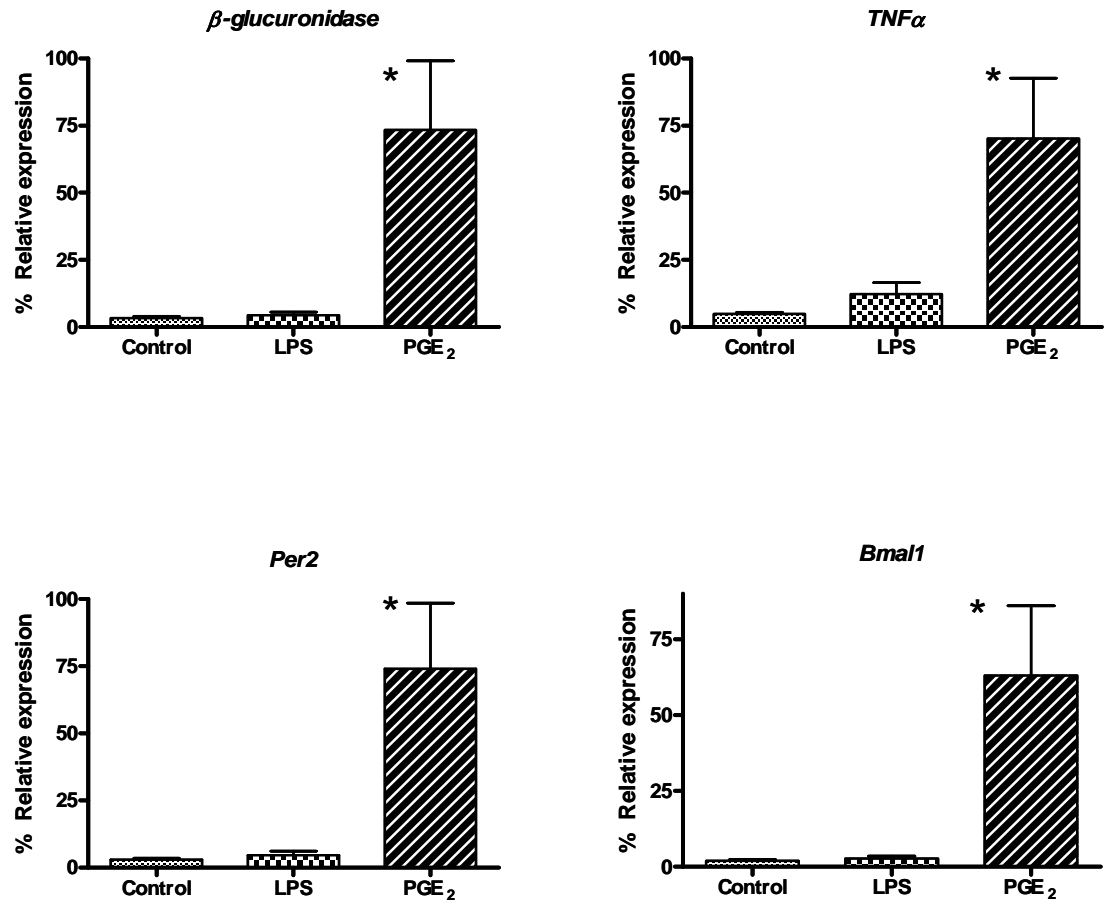 β-glucuronidase
% Relative expression
100
75
50
25
0
*
Control LPS PGE₂
TNFα
% Relative expression
100
75
50
25
0
*
Control LPS PGE₂
Per2
% Relative expression
100
75
50
25
0
*
Control LPS PGE₂
Bmal1
% Relative expression
75
50
25
0
*
Control LPS PGE₂